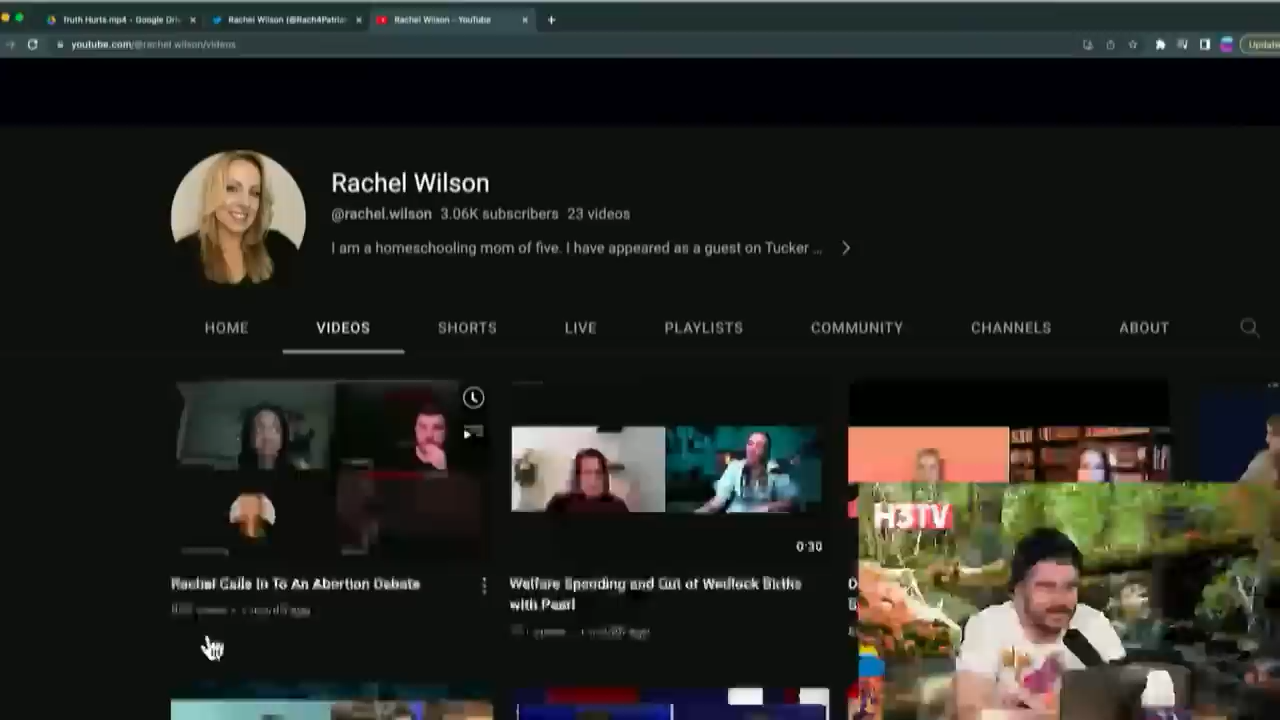 Truth Hurts.mp4 - Google Dri
Rachel Wilson (@Rach4Patria
Rachel Wilson - YouTube
youtube.com/@rachel.wilson/videos
Update
Rachel Wilson
@rachel.wilson 3.06K subscribers 23 videos
I am a homeschooling mom of five. I have appeared as a guest on Tucker ...
HOME VIDEOS SHORTS LIVE PLAYLISTS COMMUNITY CHANNELS ABOUT
0:30
H3TV
Rachel Calls In To An Abortion Debate
Welfare Spending and Out of Wedlock Births
with Pearl